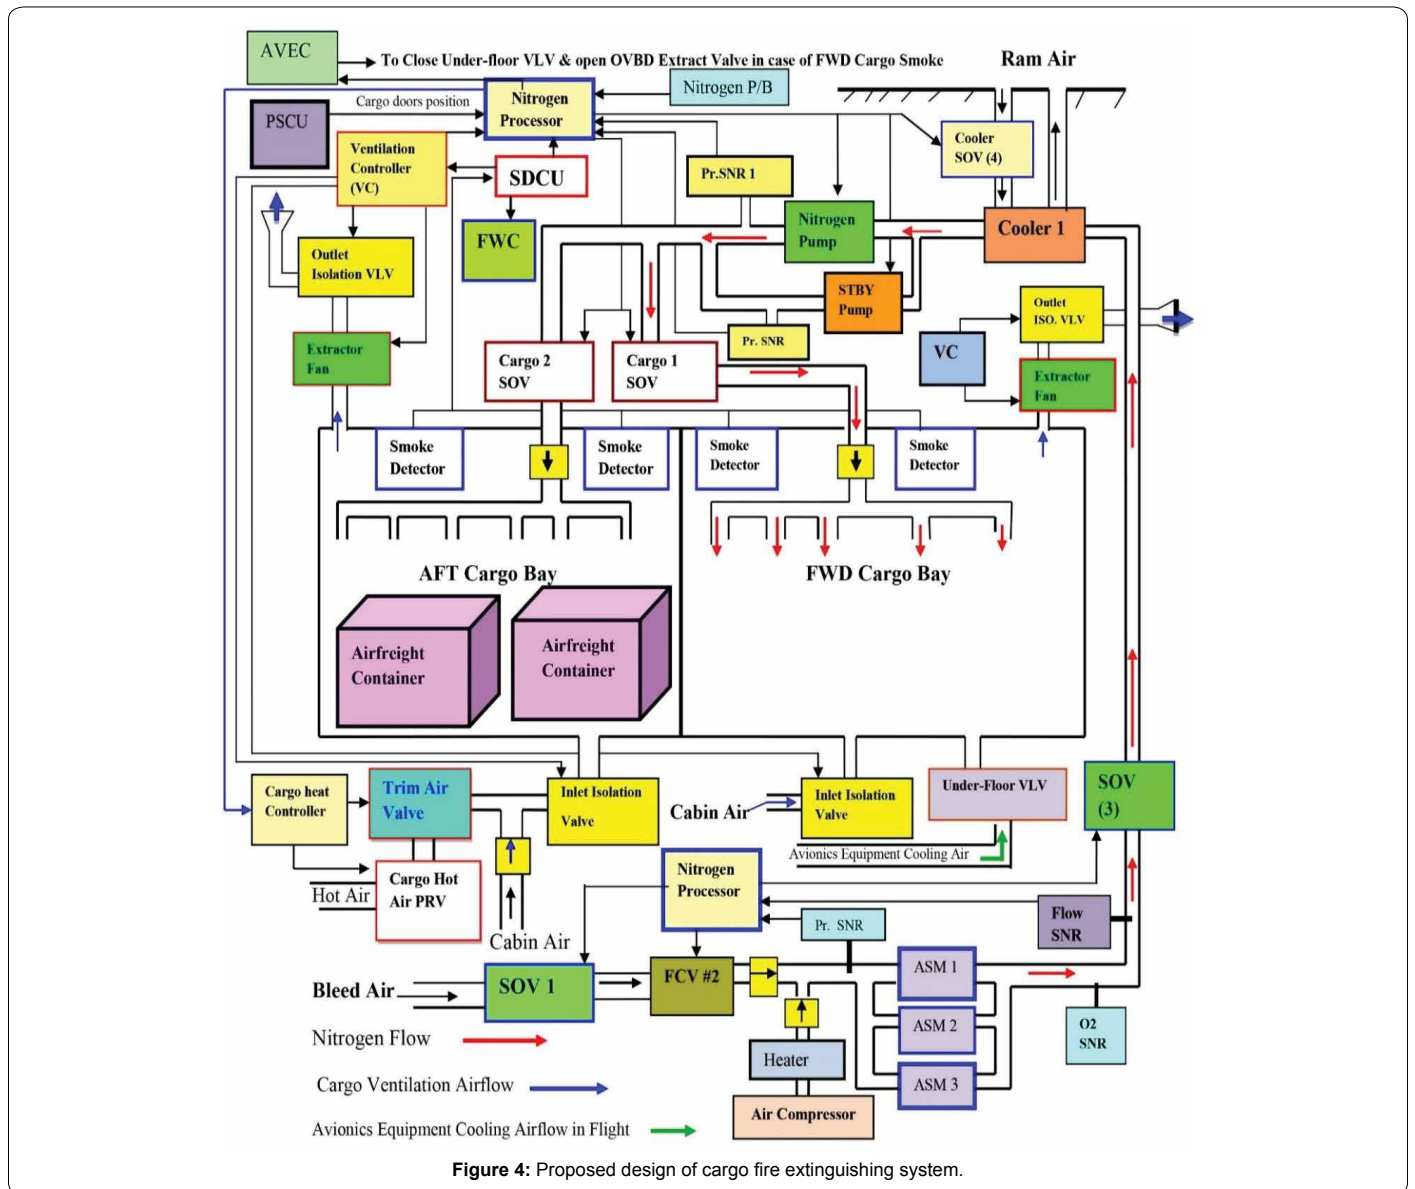 AVEC
To Close Under-floor VLV & open OVBD Extract Valve in case of FWD Cargo Smoke
Ram Air
Nitrogen P/B
Cargo doors position
Nitrogen
Processor
PSCU
Cooler
SOV (4)
Ventilation
Controller
(VC)
SDCU
Pr.SNR 1
Nitrogen
Pump
Cooler 1
FWC
Outlet
Isolation VLV
STBY
Pump
Outlet
ISO. VLV
Pr. SNR
VC
Extractor
Fan
Cargo 2
SOV
Cargo 1
SOV
Extractor
Fan
Smoke
Detector
Smoke
Detector
Smoke
Detector
Smoke
Detector
AFT Cargo Bay
FWD Cargo Bay
Airfreight
Container
Airfreight
Container
Cargo heat
Controller
Trim Air
Valve
Inlet Isolation
Valve
Cabin Air
Inlet Isolation
Valve
Under-Floor VLV
SOV
(3)
Avionics Equipment Cooling Air
Hot Air
Cargo Hot
Air PRV
Cabin Air
Nitrogen
Processor
Pr. SNR
Flow
SNR
Bleed Air
SOV 1
FCV #2
ASM 1
ASM 2
ASM 3
O2
SNR
Heater
Air Compressor
Nitrogen Flow
Cargo Ventilation Airflow
Avionics Equipment Cooling Airflow in Flight
Figure 4: Proposed design of cargo fire extinguishing system.